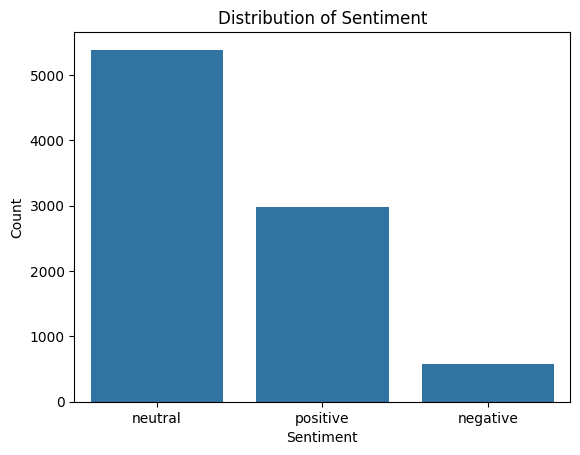 Distribution of Sentiment
5000
4000
3000
2000
1000
0
Count
neutral positive negative
Sentiment